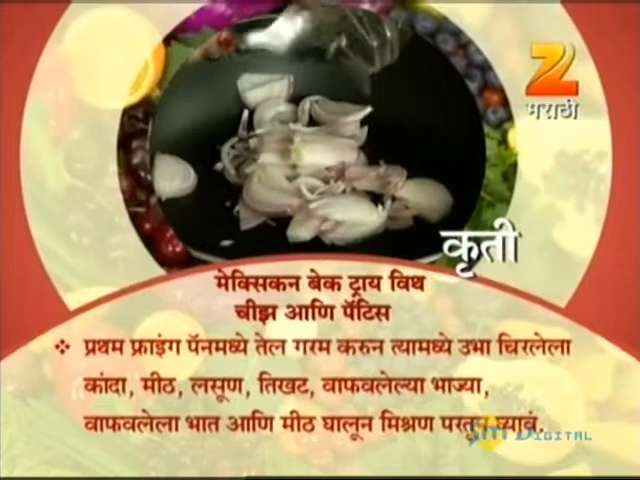 मराठी
कृती
मेक्सिकन बेक ट्राय विथ
चीझ आणि पॅटिस
❖ प्रथम फ्राइंग पॅनमध्ये तेल गरम करुन त्यामध्ये उभा चिरलेला
कांदा, मीठ, लसूण, तिखट, वाफवलेल्या भाज्या,
वाफवलेला भात आणि मीठ घालून मिश्रण परतून घ्यावं.
DIGITAL